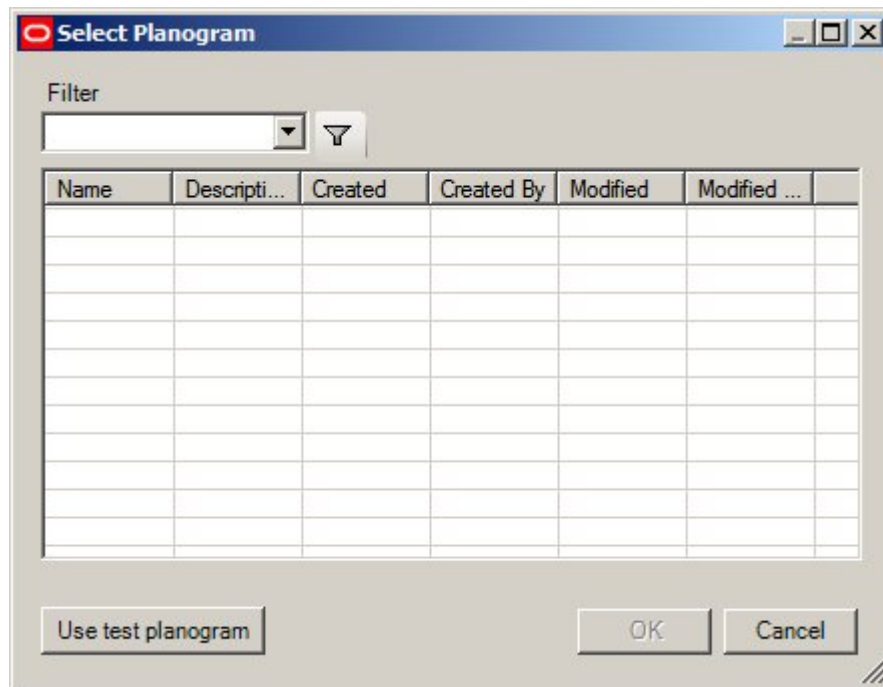 Select Planogram
Filter
Name Descripti... Created Created By Modified Modified ...
Use test planogram OK Cancel